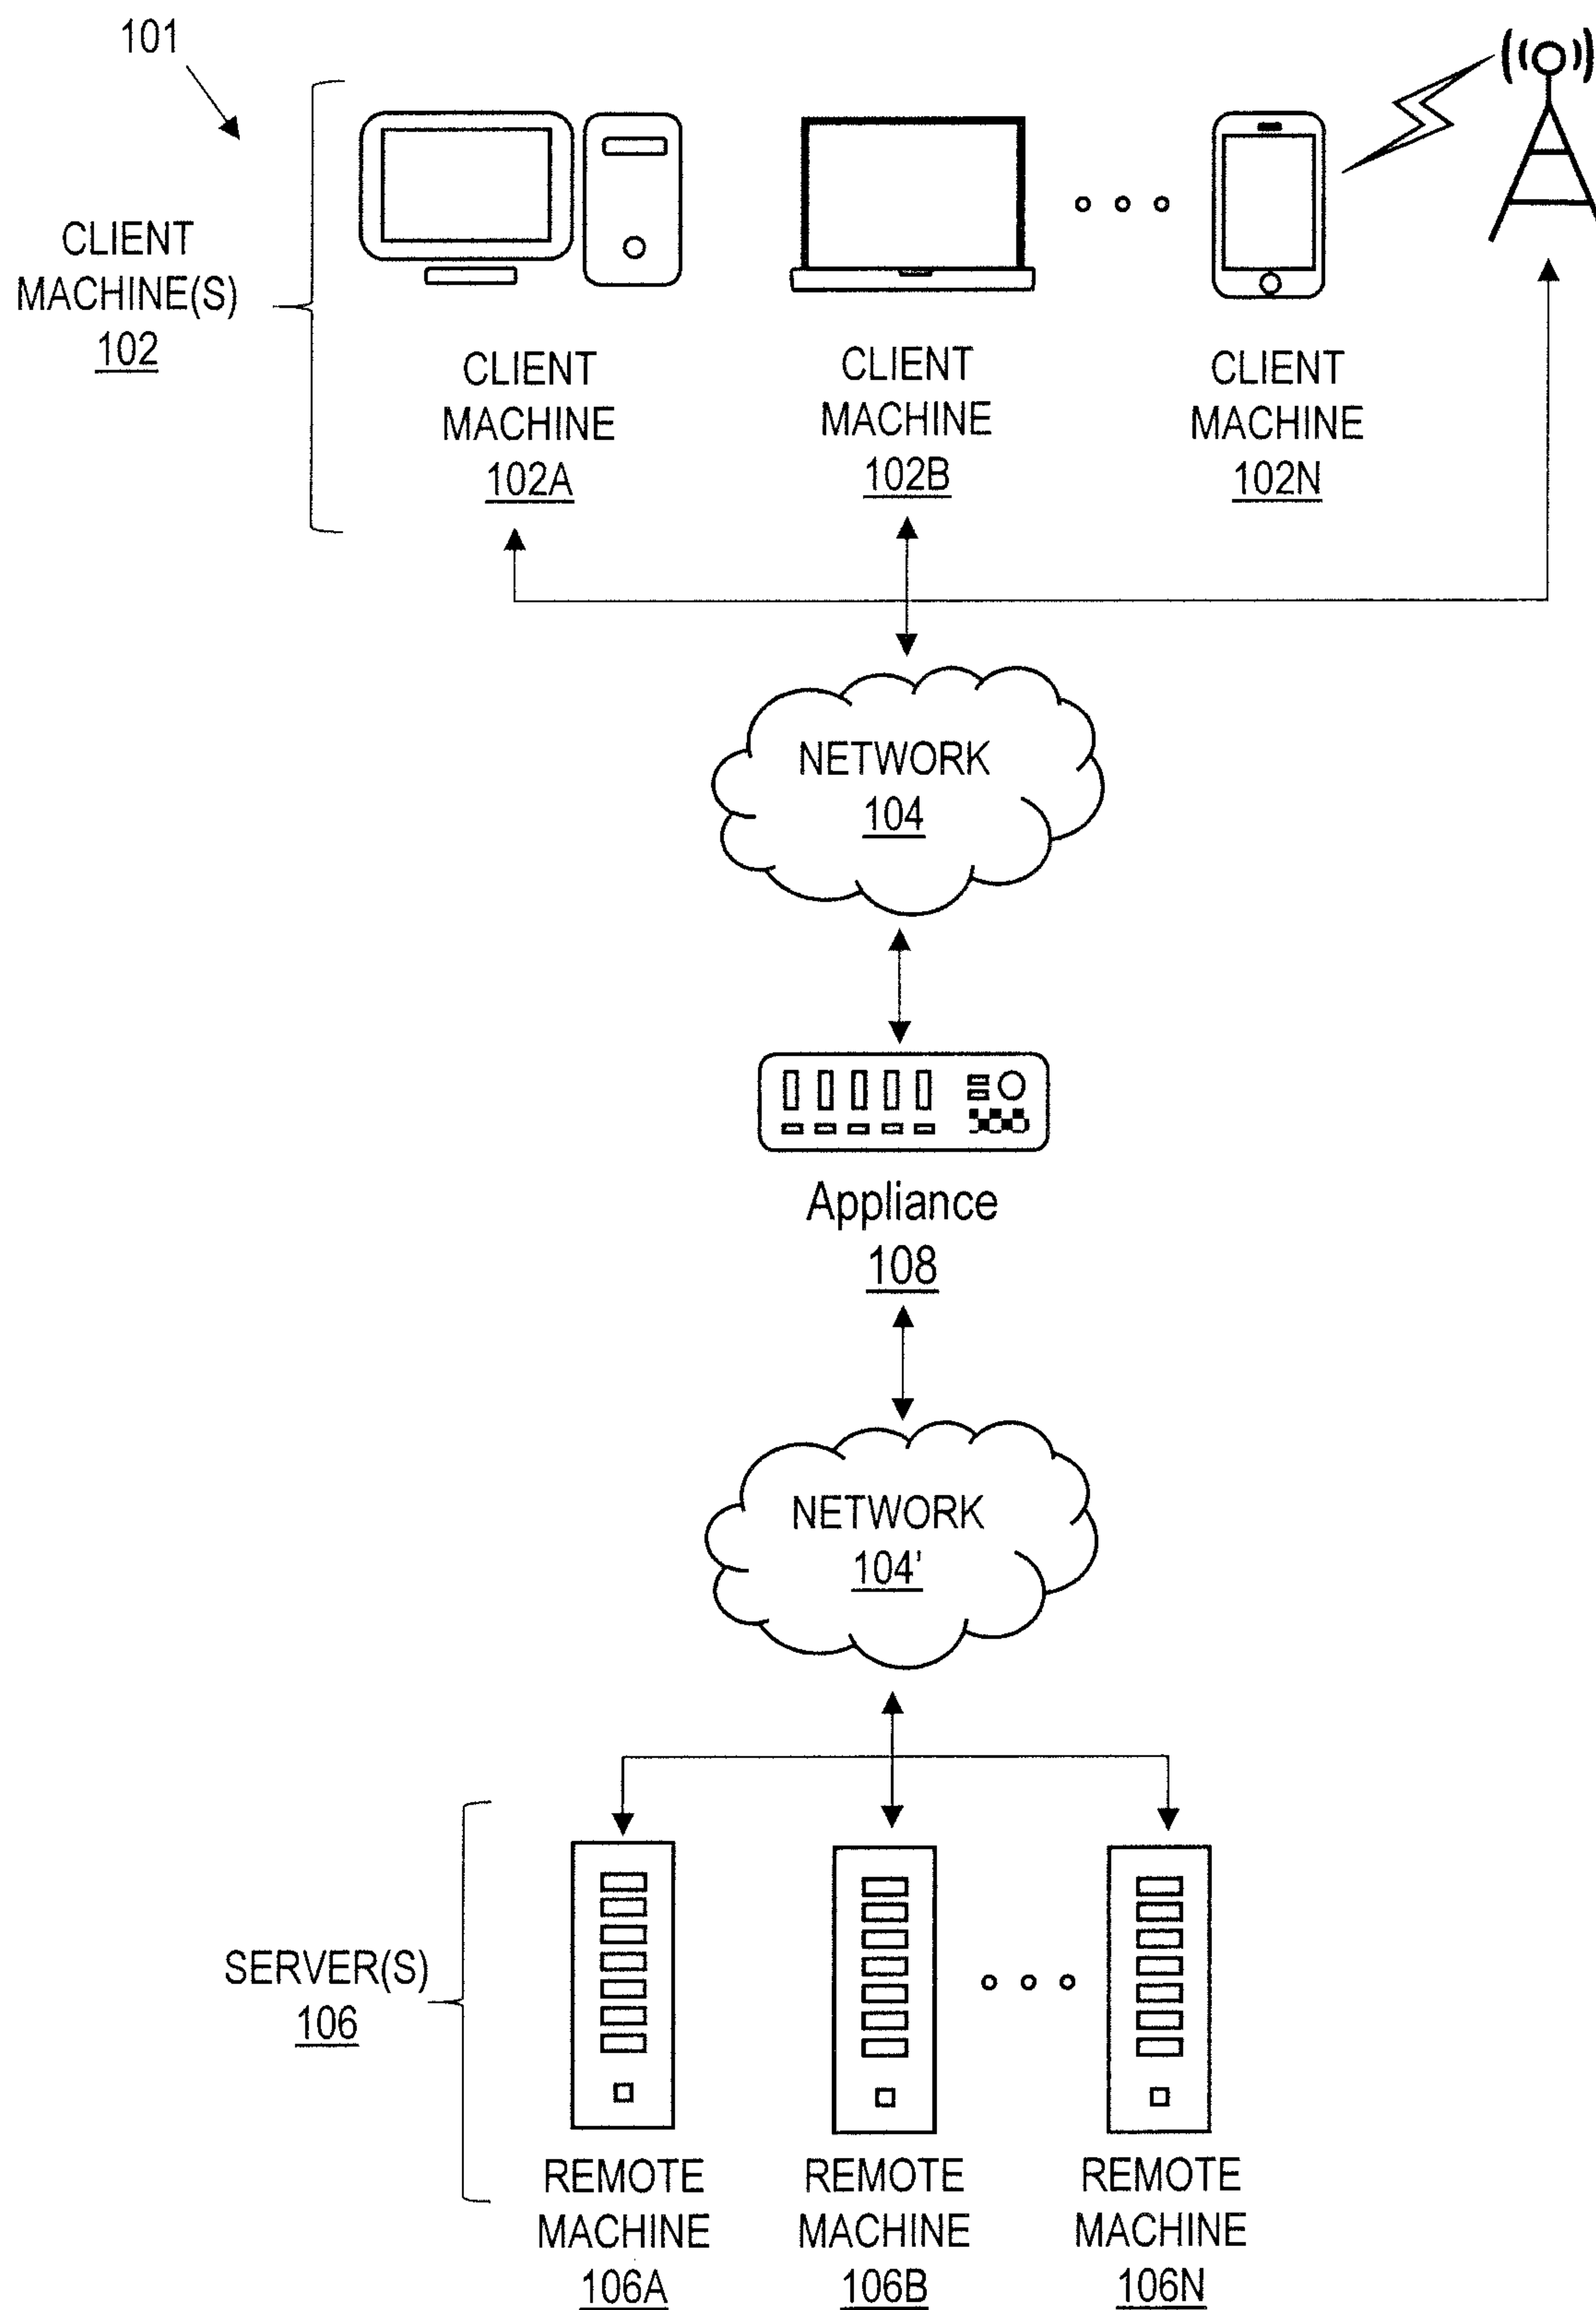 101
CLIENT
MACHINE(S)
102
CLIENT
MACHINE
102A
CLIENT
MACHINE
102B
CLIENT
MACHINE
102N
NETWORK
104
Appliance
108
NETWORK
104'
SERVER(S)
106
REMOTE
MACHINE
106A
REMOTE
MACHINE
106B
REMOTE
MACHINE
106N